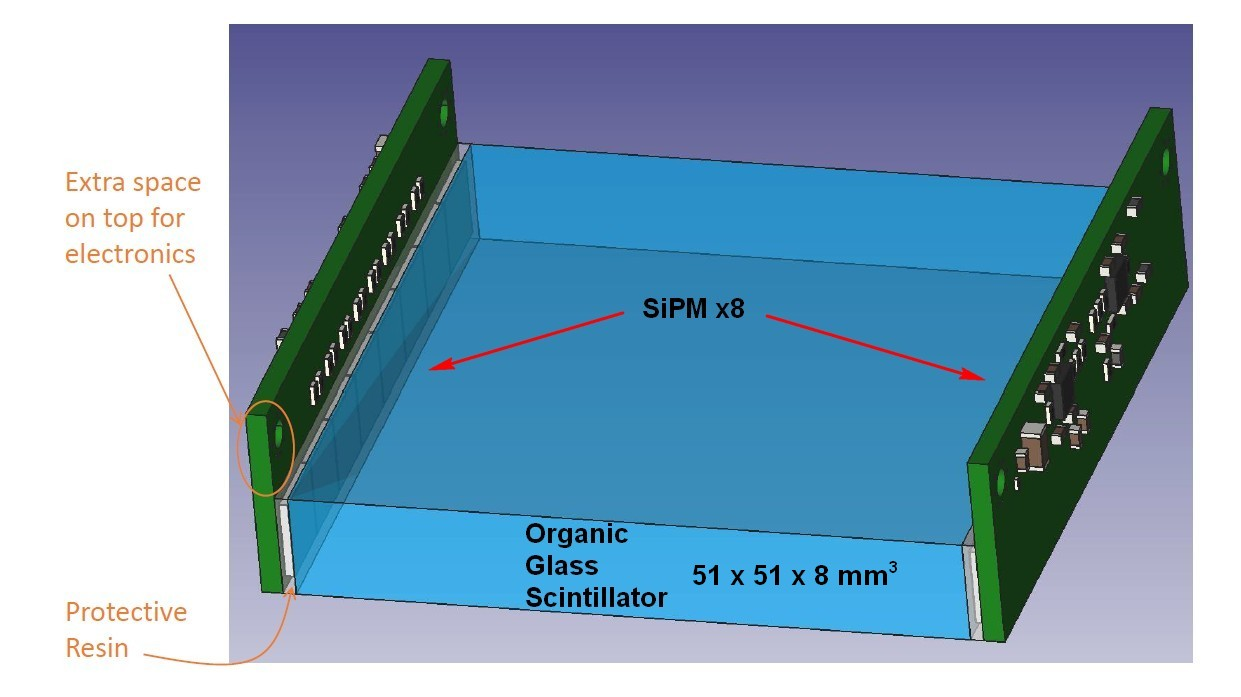 Extra space
on top for
electronics
SiPM x8
Organic
Glass
Scintillator
51 x 51 x 8 mm³
Protective
Resin